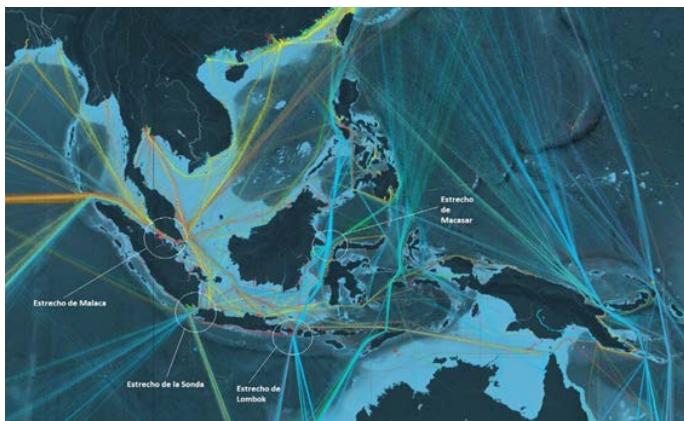 Estrecho
de
Macasar
Estrecho de Malaca
Estrecho de la Sonda
Estrecho de
Lombok